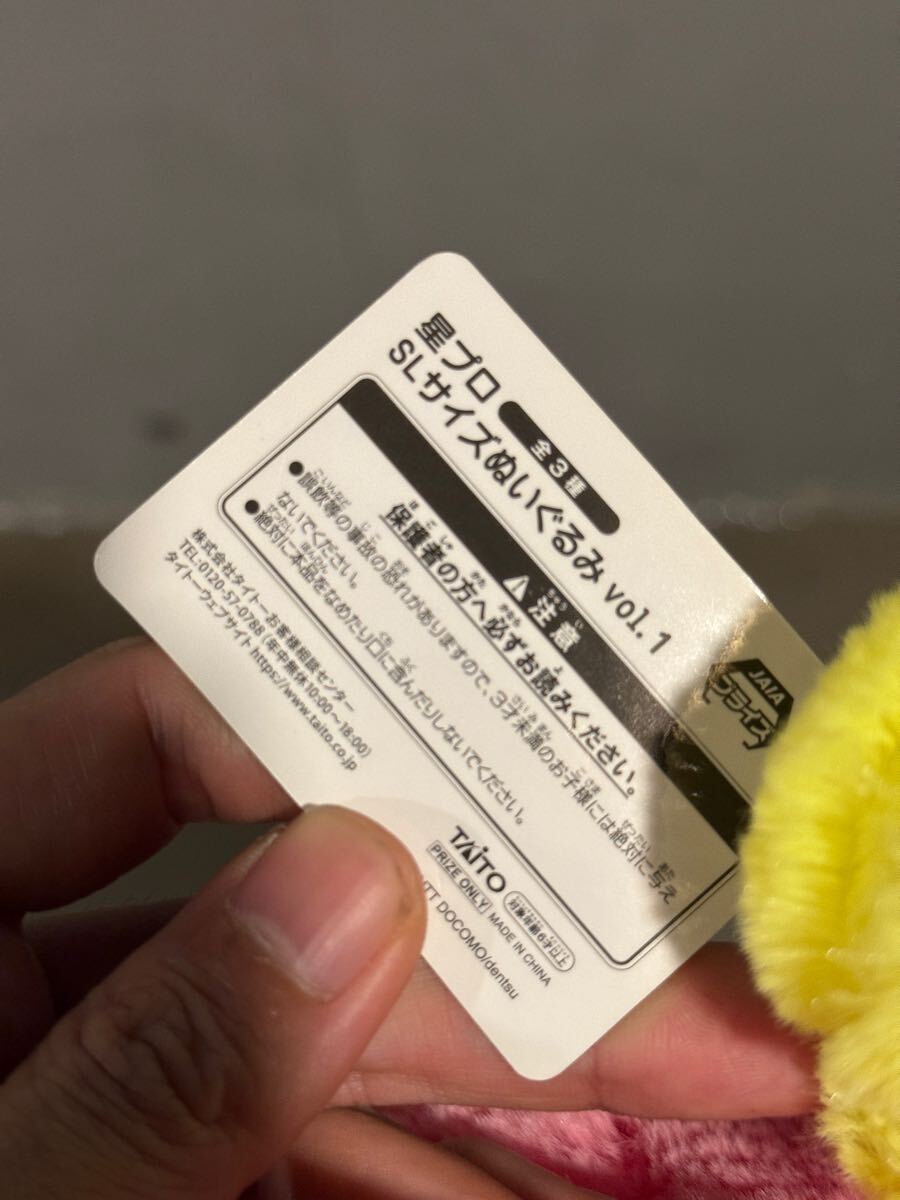 星プロ 全3種
SLサイズぬいぐるみ vol.1
JAIA
プライズ
⚠注意
保護者の方へ必ずお読みください。
●誤飲等の事故の恐れがありますので、3才未満のお子様には絶対に与え
ないでください。
●絶対に本品をなめたり口に含んだりしないでください。
株式会社タイトーお客様相談センター
TEL:0120-57-0788 (年中無休10:00〜18:00)
タイトーウェブサイト https://www.taito.co.jp
TAITO
対象年齢6才以上
PRIZE ONLY MADE IN CHINA
DOCOMO/dentsu